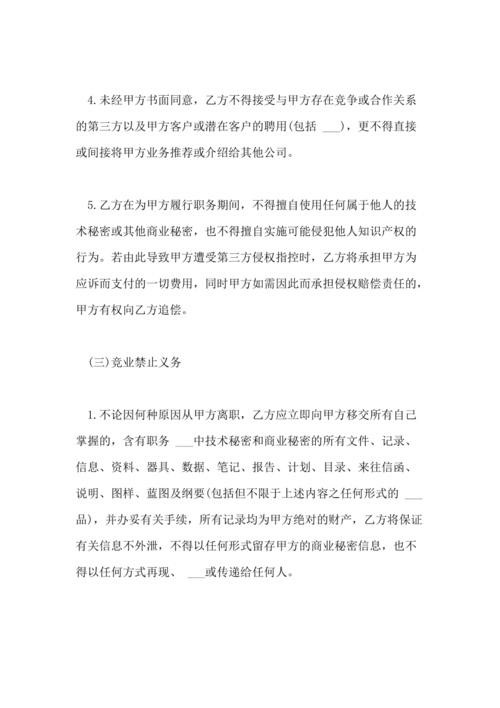 4.未经甲方书面同意，乙方不得接受与甲方存在竞争或合作关系
的第三方以及甲方客户或潜在客户的聘用(包括 ___)，更不得直接
或间接将甲方业务推荐或介绍给其他公司。
5.乙方在为甲方履行职务期间，不得擅自使用任何属于他人的技
术秘密或其他商业秘密，也不得擅自实施可能侵犯他人知识产权的
行为。若由此导致甲方遭受第三方侵权指控时，乙方将承担甲方为
应诉而支付的一切费用，同时甲方如需因此而承担侵权赔偿责任的，
甲方有权向乙方追偿。
(三)竞业禁止义务
1.不论因何种原因从甲方离职，乙方应立即向甲方移交所有自己
掌握的，含有职务 ___中技术秘密和商业秘密的所有文件、记录、
信息、资料、器具、数据、笔记、报告、计划、目录、来往信函、
说明、图样、蓝图及纲要(包括但不限于上述内容之任何形式的 ___
品)，并办妥有关手续，所有记录均为甲方绝对的财产，乙方将保证
有关信息不外泄，不得以任何形式留存甲方的商业秘密信息，也不
得以任何方式再现、 ___或传递给任何人。